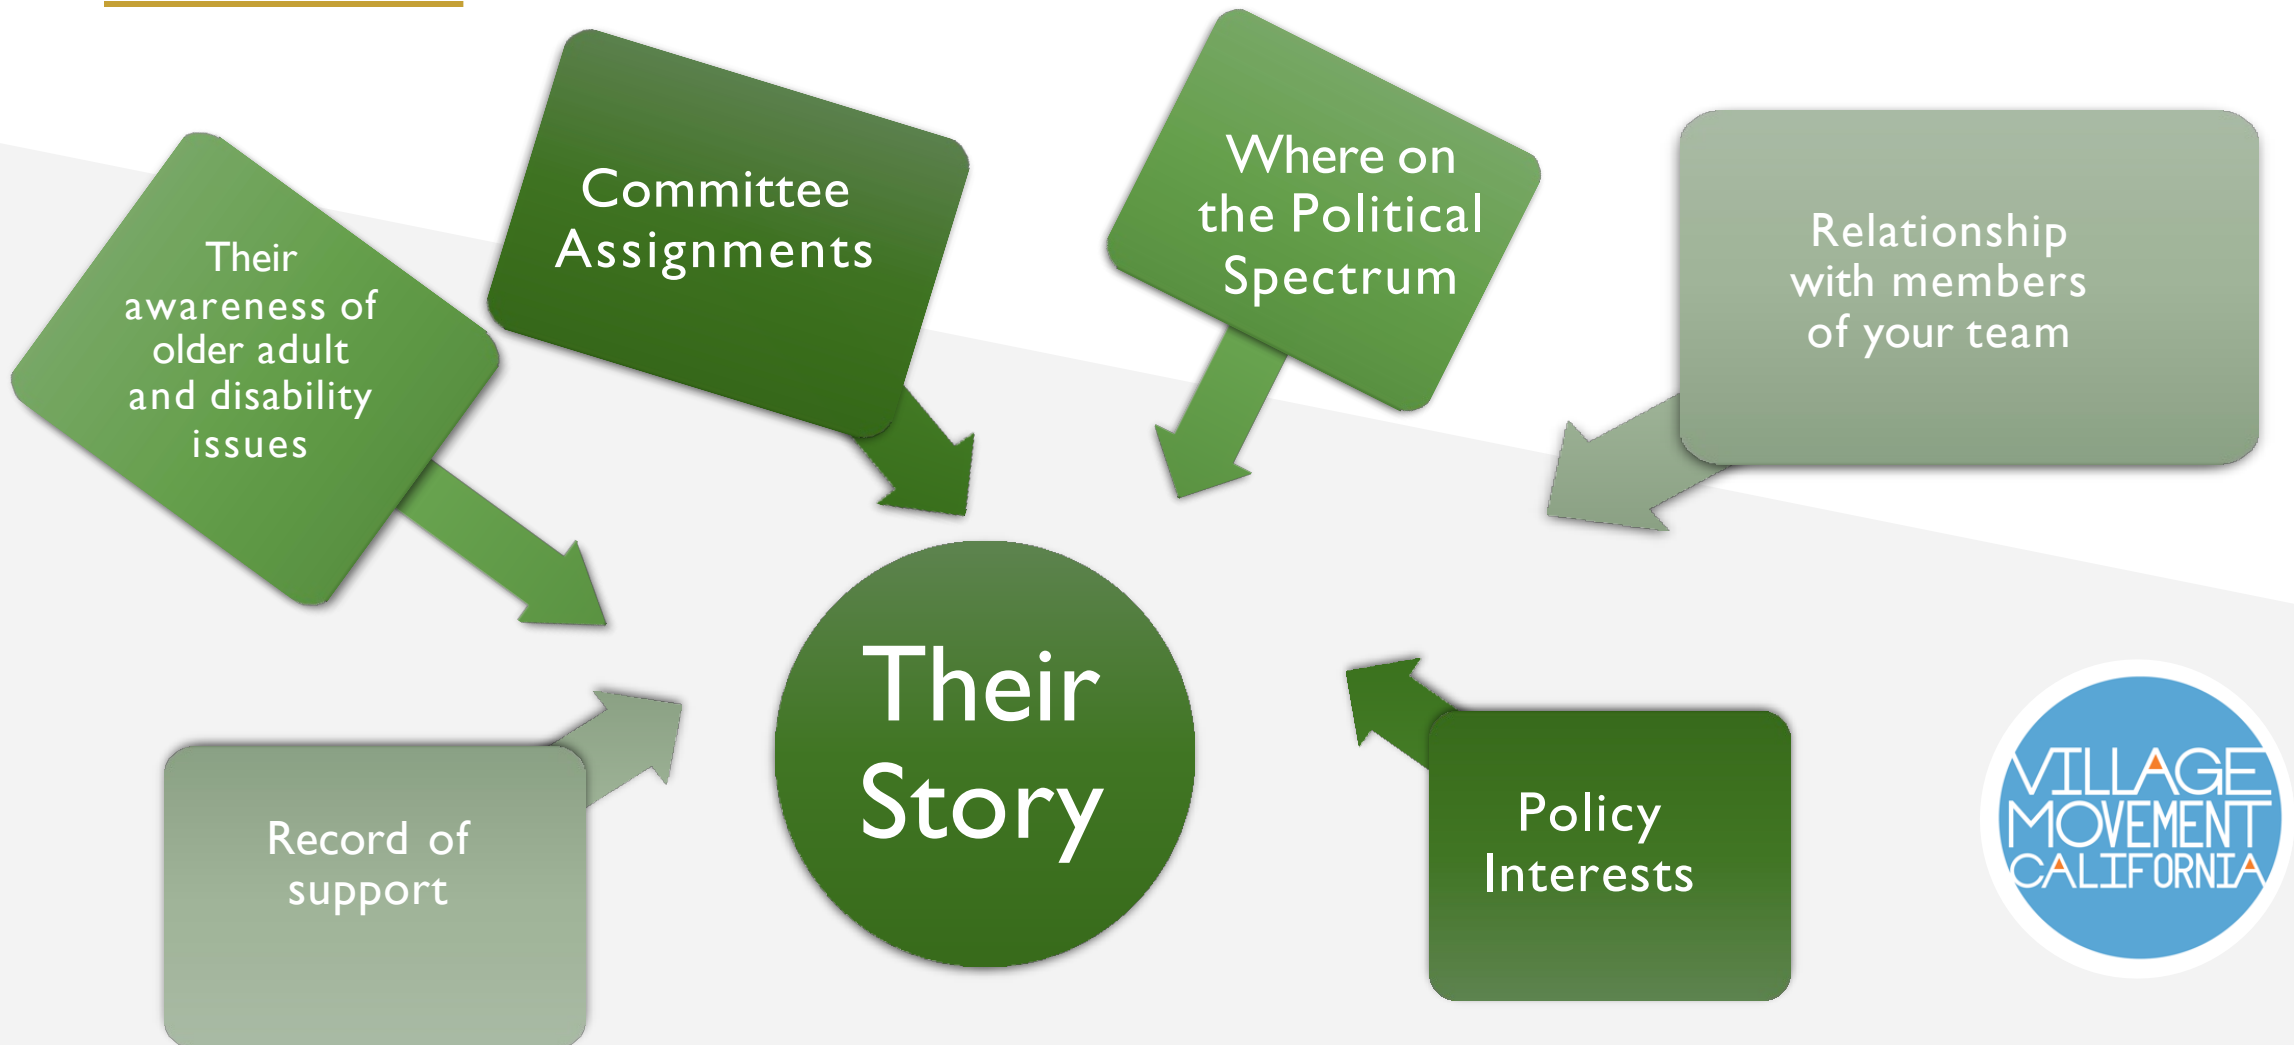 Their
awareness of
older adult
and disability
issues
Committee
Assignments
Where on
the Political
Spectrum
Relationship
with members
of your team
Their
Story
Record of
support
Policy
Interests
VILLAGE
MOVEMENT
CALIFORNIA